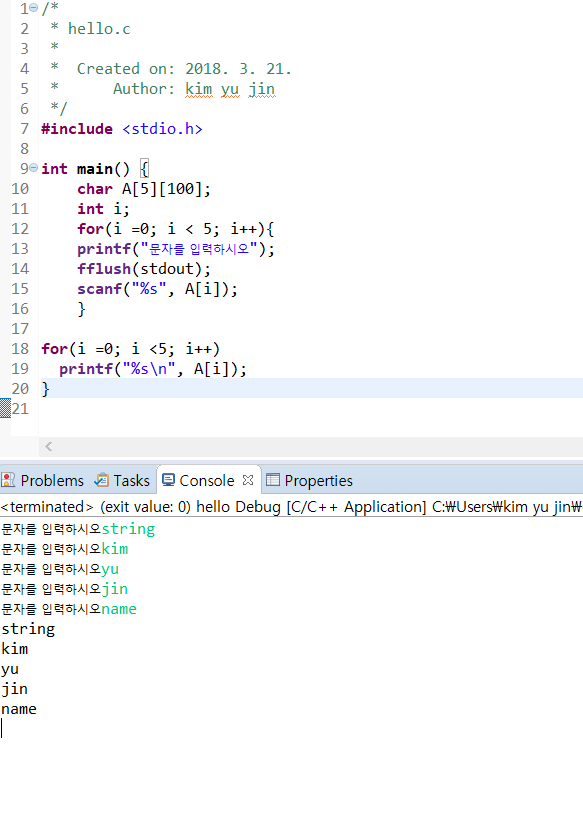 1 /*
2  * hello.c
3  *
4  *  Created on: 2018. 3. 21.
5  *      Author: kim yu jin
6  */
7 #include <stdio.h>
8
9 int main() {
10     char A[5][100];
11     int i;
12     for(i =0; i < 5; i++){
13     printf("문자를 입력하시오");
14     fflush(stdout);
15     scanf("%s", A[i]);
16     }
17
18 for(i =0; i <5; i++)
19   printf("%s\n", A[i]);
20 }
21
Problems Tasks Console Properties
<terminated> (exit value: 0) hello Debug [C/C++ Application] C:₩Users₩kim yu jin₩
문자를 입력하시오string
문자를 입력하시오kim
문자를 입력하시오yu
문자를 입력하시오jin
문자를 입력하시오name
string
kim
yu
jin
name